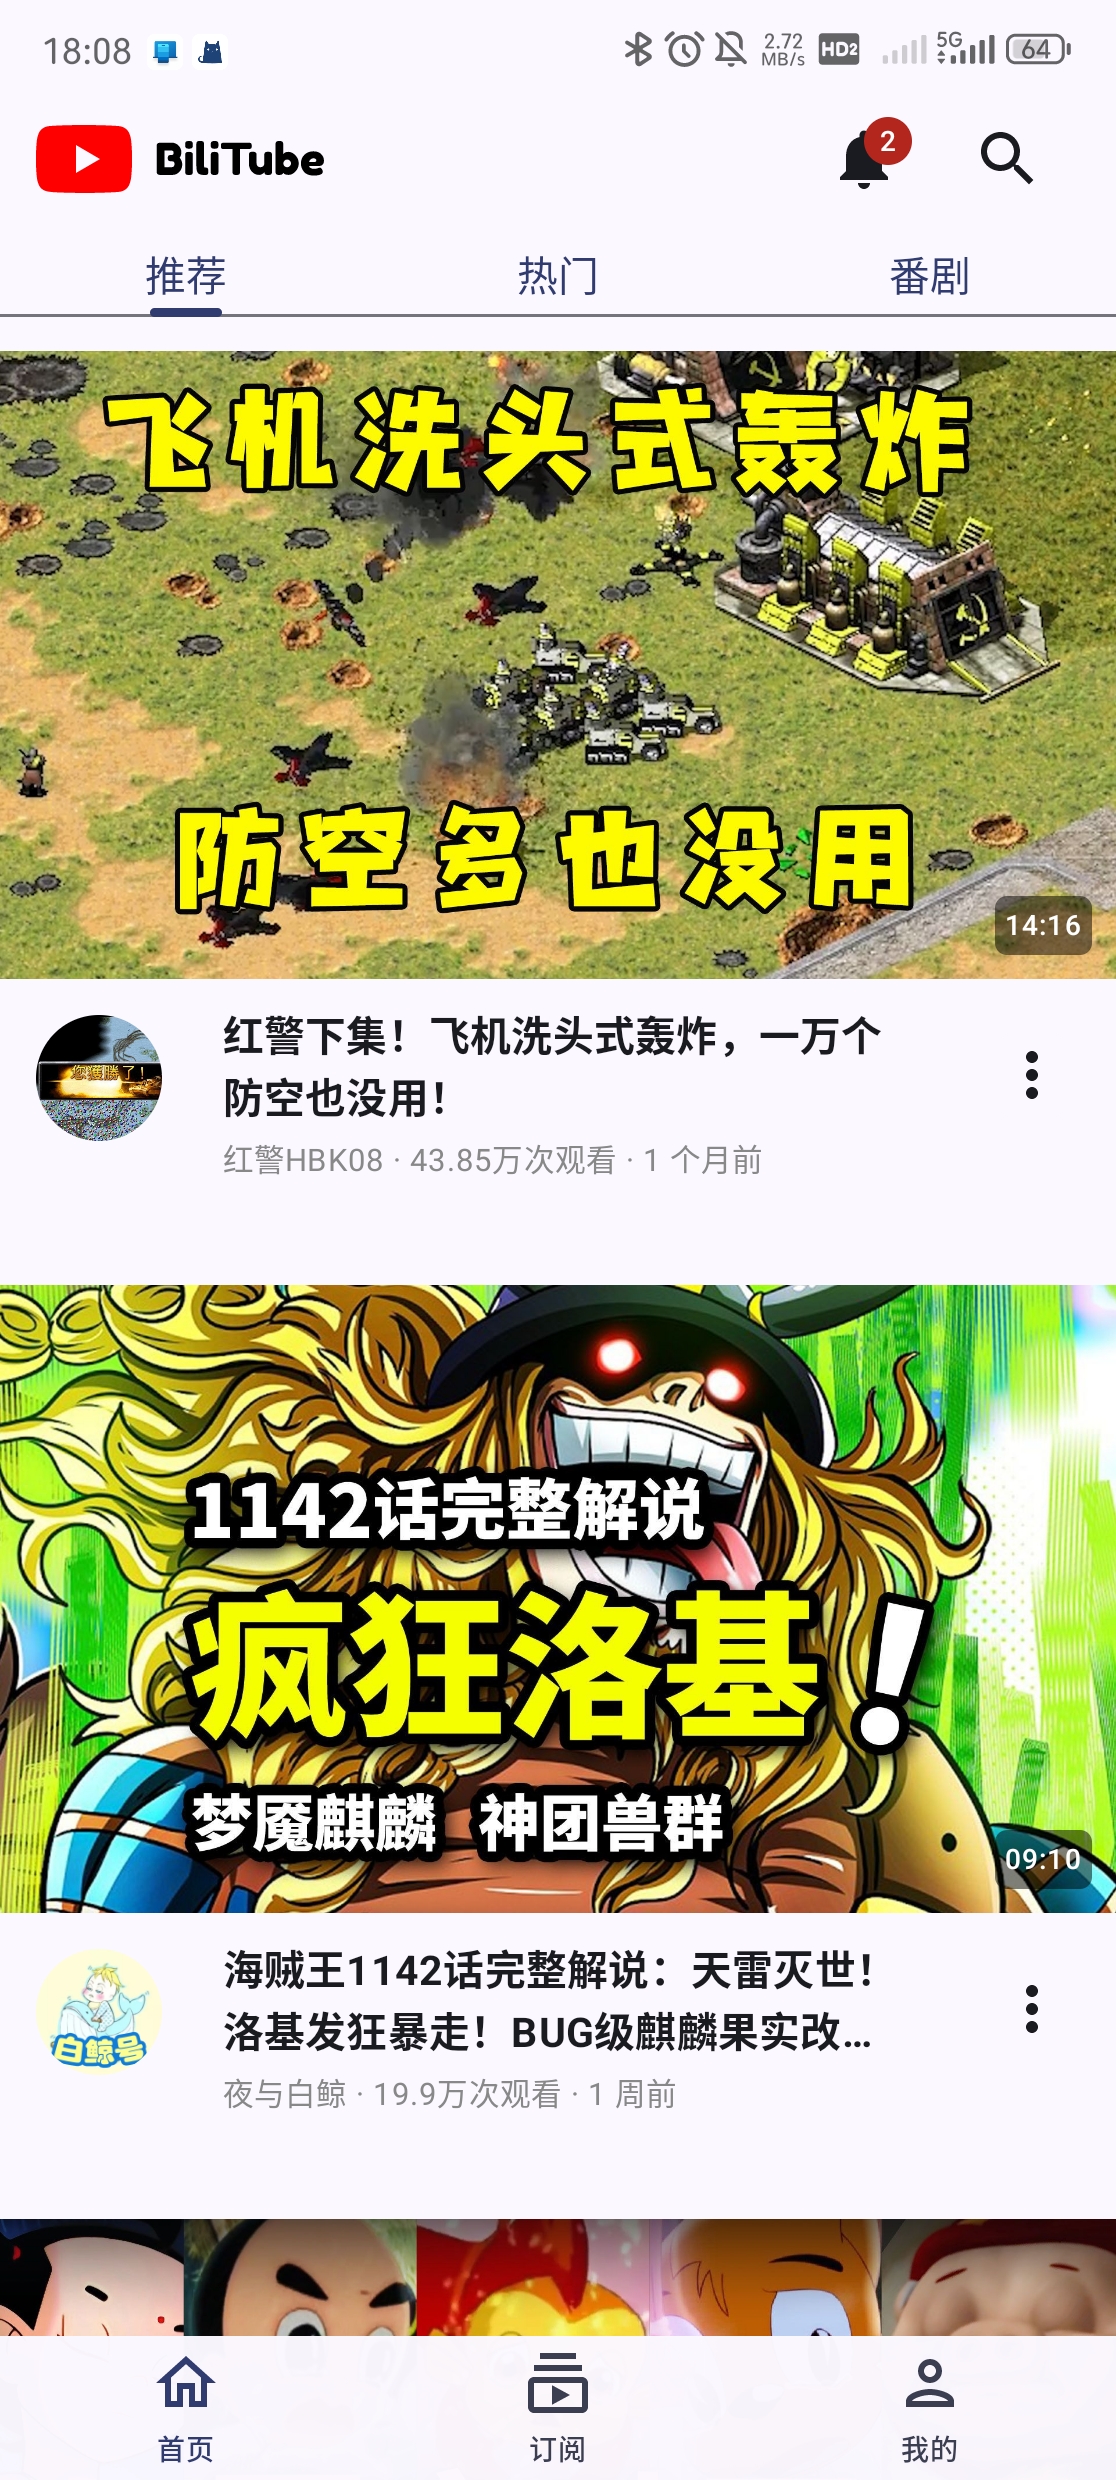 18:08
2.72
MB/s
HD2
5G
64
BiliTube
2
推荐
热门
番剧
飞机洗头式轰炸
防空多也没用
14:16
您獲勝了！
红警下集！飞机洗头式轰炸，一万个
防空也没用！
红警HBK08 · 43.85万次观看 · 1 个月前
1142话完整解说
疯狂洛基！
梦魇麒麟 神团兽群
09:10
白鲸号
海贼王1142话完整解说：天雷灭世！
洛基发狂暴走！BUG级麒麟果实改…
夜与白鲸 · 19.9万次观看 · 1 周前
首页
订阅
我的